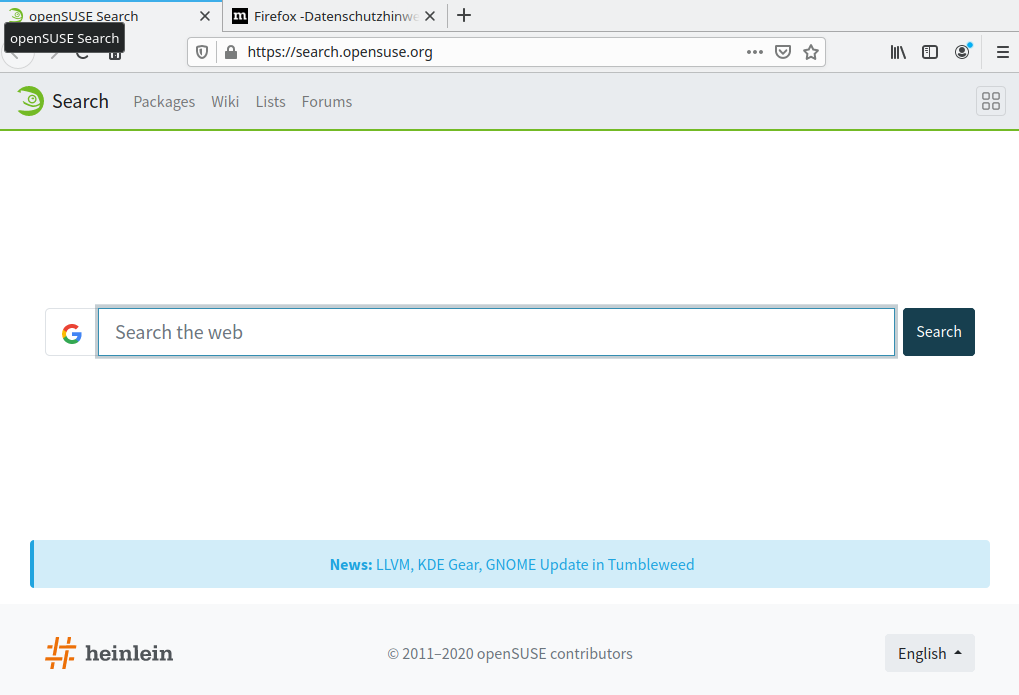 openSUSE Search
Firefox -Datenschutzhinwe
openSUSE Search
https://search.opensuse.org
Search Packages Wiki Lists Forums
Search the web
Search
News: LLVM, KDE Gear, GNOME Update in Tumbleweed
heinlein
© 2011–2020 openSUSE contributors
English